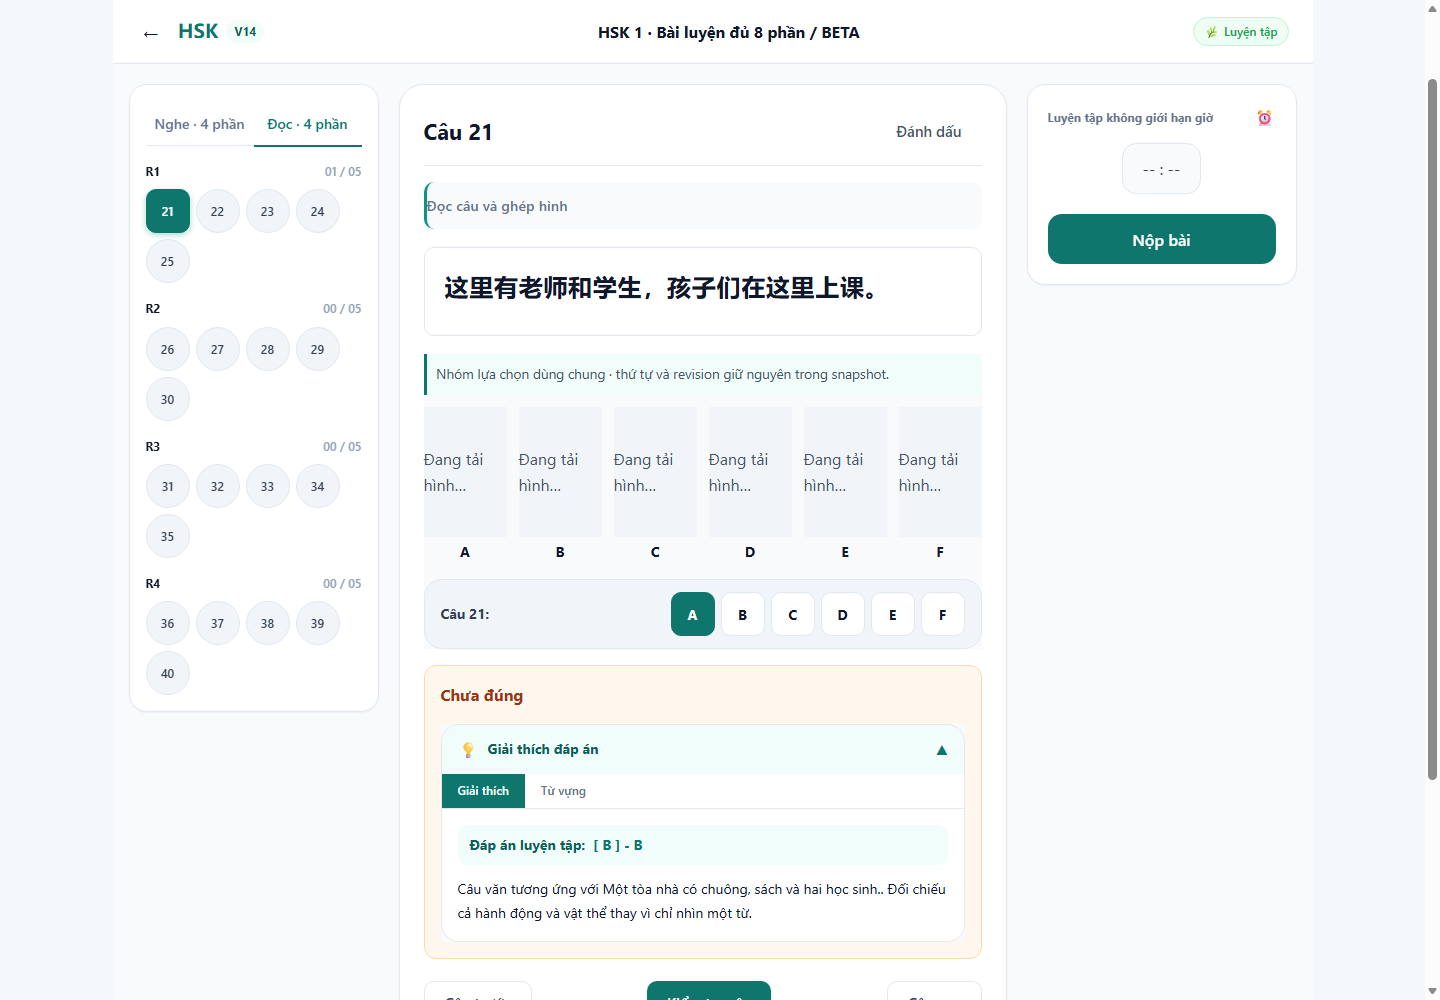 ← HSK V14
HSK 1 · Bài luyện đủ 8 phần / BETA
Luyện tập
Nghe · 4 phần
Đọc · 4 phần
R1 01 / 05
21 22 23 24
25
R2 00 / 05
26 27 28 29
30
R3 00 / 05
31 32 33 34
35
R4 00 / 05
36 37 38 39
40
Câu 21
Đánh dấu
Đọc câu và ghép hình
这里有老师和学生，孩子们在这里上课。
Nhóm lựa chọn dùng chung · thứ tự và revision giữ nguyên trong snapshot.
Đang tải hình...
Đang tải hình...
Đang tải hình...
Đang tải hình...
Đang tải hình...
Đang tải hình...
A B C D E F
Câu 21: A B C D E F
Chưa đúng
Giải thích đáp án ▲
Giải thích
Từ vựng
Đáp án luyện tập: [ B ] - B
Câu văn tương ứng với Một tòa nhà có chuông, sách và hai học sinh.. Đối chiếu
cả hành động và vật thể thay vì chỉ nhìn một từ.
Luyện tập không giới hạn giờ
-- : --
Nộp bài